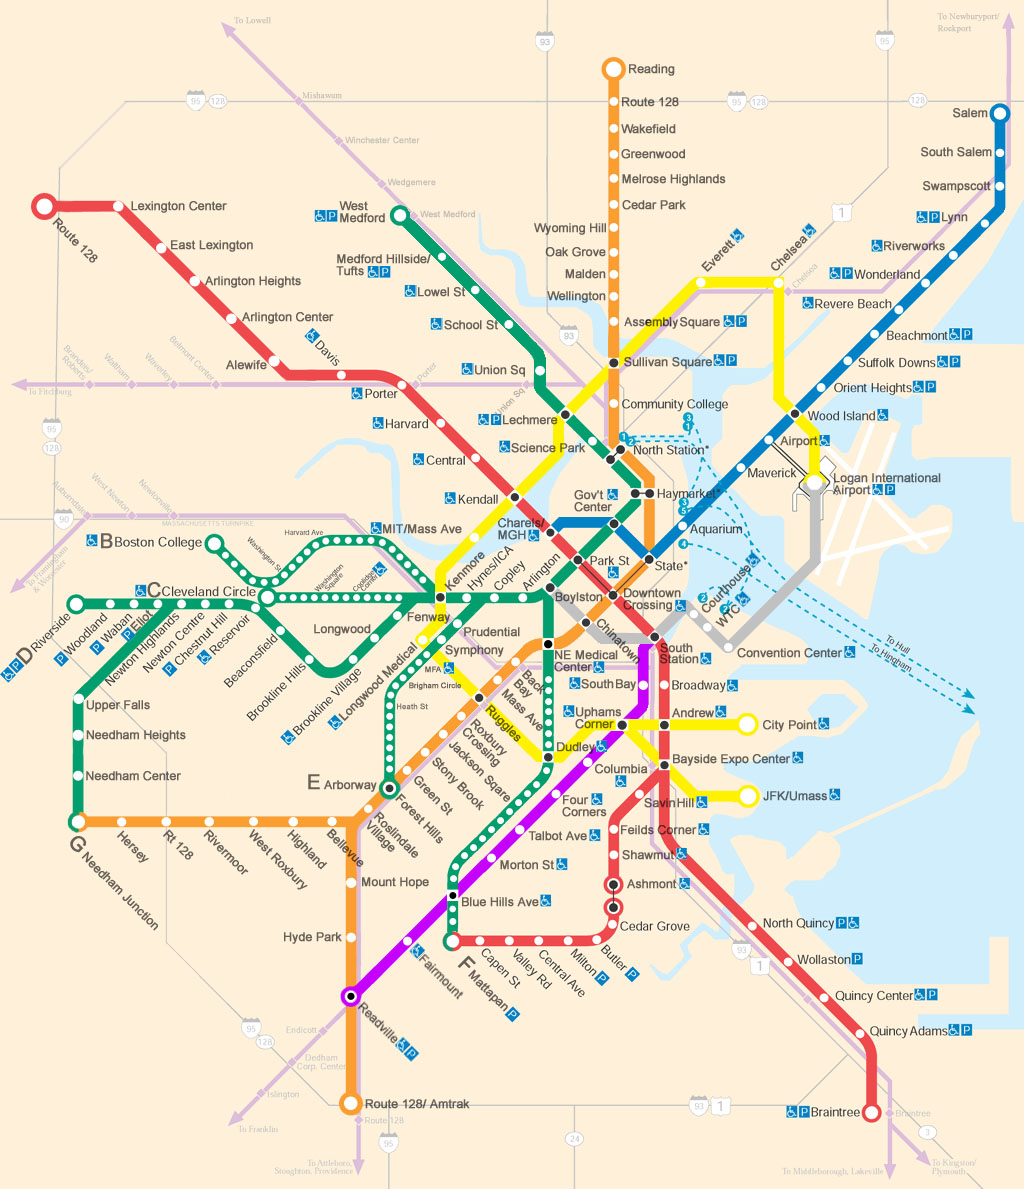 To Lowell
To Newburyport/
Rockport
93
95
Reading
95
128
95
128
128
Mishawum
Route 128
Salem
Wakefield
Winchester Center
Greenwood
South Salem
Melrose Highlands
Wedgemere
Swampscott
Lexington Center
West
Medford
West Medford
Cedar Park
1
Lynn
Route 128
Wyoming Hill
Everett
Chelsea
East Lexington
Medford Hillside/
Tufts
Oak Grove
Riverworks
Malden
Chelsea
Wonderland
Arlington Heights
Lowel St
Wellington
Revere Beach
Arlington Center
School St
Assembly Square
93
Beachmont
Davis
Alewife
Union Sq
Sullivan Square
Suffolk Downs
Branden/
Roberts
Waltham
Waverley
Belmont Center
Porter
To Fitchburg
Porter
Union Sq
Orient Heights
Community College
Harvard
Lechmere
Wood Island
95
128
Science Park
1
2
3
1
North Station*
Airport
Central
Maverick
Logan International
Airport
Auburndale
West Newton
Newtonville
Kendall
Gov't
Center
Haymarket*
3
5
90
MASSACHUSETTS TURNPIKE
MIT/Mass Ave
Charels/
MGH
Aquarium
Harvard Ave
B Boston College
Washington St
4
To Framingham
& Worcester
Kenmore
Hynes/ICA
Copley
Arlington
Park St
State*
Washington
Square
Coolidge
Corner
C Cleveland Circle
Boylston
Downtown
Crossing
Courthouse
2
2
WTC
D Riverside
Woodland
Waban
Eliot
Newton Highlands
Newton Centre
Chestnut Hill
Reservoir
Beaconsfield
Brookline Hills
Brookline Village
Longwood
Fenway
Longwood Medical
Prudential
Symphony
Chinatown
To Hull
To Hingham
NE Medical
Center
South
Station
Convention Center
MFA
Brigham Circle
Back
Bay
Mass Ave
South Bay
Broadway
Upper Falls
Heath St
Ruggles
Uphams
Corner
Andrew
City Point
Needham Heights
Roxbury
Crossing
Dudley
Jackson Sqare
Bayside Expo Center
Needham Center
Stony Brook
Columbia
E Arborway
Green St
Forest Hills
Four
Corners
Savin Hill
JFK/Umass
Roslindale
Village
Hersey
Rt 128
Rivermoor
West Roxbury
Highland
Bellevue
Talbot Ave
Feilds Corner
G
Needham Junction
Shawmut
Morton St
Mount Hope
Ashmont
Blue Hills Ave
Cedar Grove
North Quincy
Hyde Park
F
Mattapan
Capen St
Valley Rd
Central Ave
Milton
Butler
93
1
Wollaston
Fairmount
Quincy Center
Readville
95
128
Endicott
Quincy Adams
Dedham
Corp. Center
Islington
Route 128/ Amtrak
93
1
Braintree
Braintree
Route 128
To Franklin
95
24
3
To Attleboro,
Stoughton, Providence
To Middleborough, Lakeville
To Kingston/
Plymouth